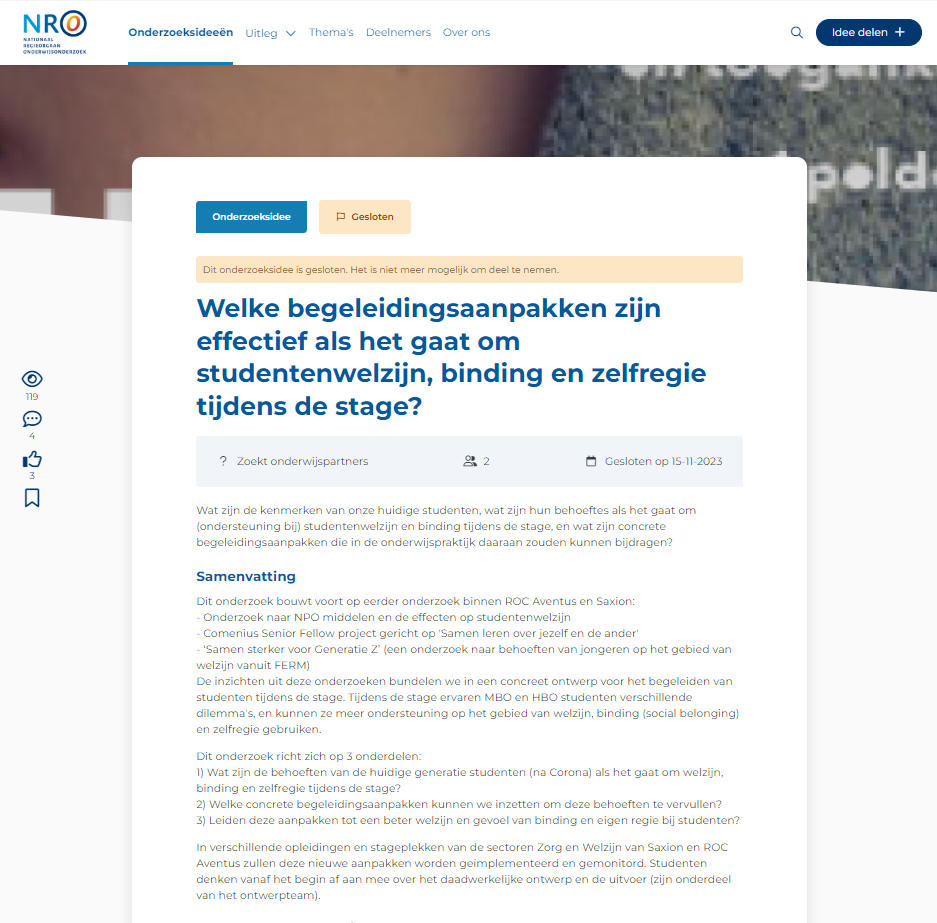 NRO
NATIONAAL
REGIEORGAAN
ONDERWIJSONDERZOEK
Onderzoeksideeën
Uitleg
Thema's
Deelnemers
Over ons
Idee delen
Onderzoeksidee
Gesloten
Dit onderzoeksidee is gesloten. Het is niet meer mogelijk om deel te nemen.
Welke begeleidingsaanpakken zijn
effectief als het gaat om
studentenwelzijn, binding en zelfregie
tijdens de stage?
119
4
3
? Zoekt onderwijspartners
2
Gesloten op 15-11-2023
Wat zijn de kenmerken van onze huidige studenten, wat zijn hun behoeftes als het gaat om
(ondersteuning bij) studentenwelzijn en binding tijdens de stage, en wat zijn concrete
begeleidingsaanpakken die in de onderwijspraktijk daaraan zouden kunnen bijdragen?
Samenvatting
Dit onderzoek bouwt voort op eerder onderzoek binnen ROC Aventus en Saxion:
- Onderzoek naar NPO middelen en de effecten op studentenwelzijn
- Comenius Senior Fellow project gericht op 'Samen leren over jezelf en de ander'
- ‘Samen sterker voor Generatie Z’ (een onderzoek naar behoeften van jongeren op het gebied van
welzijn vanuit FERM)
De inzichten uit deze onderzoeken bundelen we in een concreet ontwerp voor het begeleiden van
studenten tijdens de stage. Tijdens de stage ervaren MBO en HBO studenten verschillende
dilemma's, en kunnen ze meer ondersteuning op het gebied van welzijn, binding (social belonging)
en zelfregie gebruiken.
Dit onderzoek richt zich op 3 onderdelen:
1) Wat zijn de behoeften van de huidige generatie studenten (na Corona) als het gaat om welzijn,
binding en zelfregie tijdens de stage?
2) Welke concrete begeleidingsaanpakken kunnen we inzetten om deze behoeften te vervullen?
3) Leiden deze aanpakken tot een beter welzijn en gevoel van binding en eigen regie bij studenten?
In verschillende opleidingen en stageplekken van de sectoren Zorg en Welzijn van Saxion en ROC
Aventus zullen deze nieuwe aanpakken worden geïmplementeerd en gemonitord. Studenten
denken vanaf het begin af aan mee over het daadwerkelijke ontwerp en de uitvoer (zijn onderdeel
van het ontwerpteam).